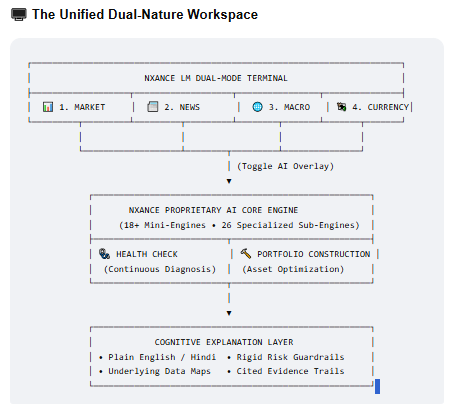 The Unified Dual-Nature Workspace
NXANCE LM DUAL-MODE TERMINAL
1. MARKET 2. NEWS 3. MACRO 4. CURRENCY
(Toggle AI Overlay)
NXANCE PROPRIETARY AI CORE ENGINE
(18+ Mini-Engines • 26 Specialized Sub-Engines)
HEALTH CHECK PORTFOLIO CONSTRUCTION
(Continuous Diagnosis) (Asset Optimization)
COGNITIVE EXPLANATION LAYER
• Plain English / Hindi • Rigid Risk Guardrails
• Underlying Data Maps • Cited Evidence Trails